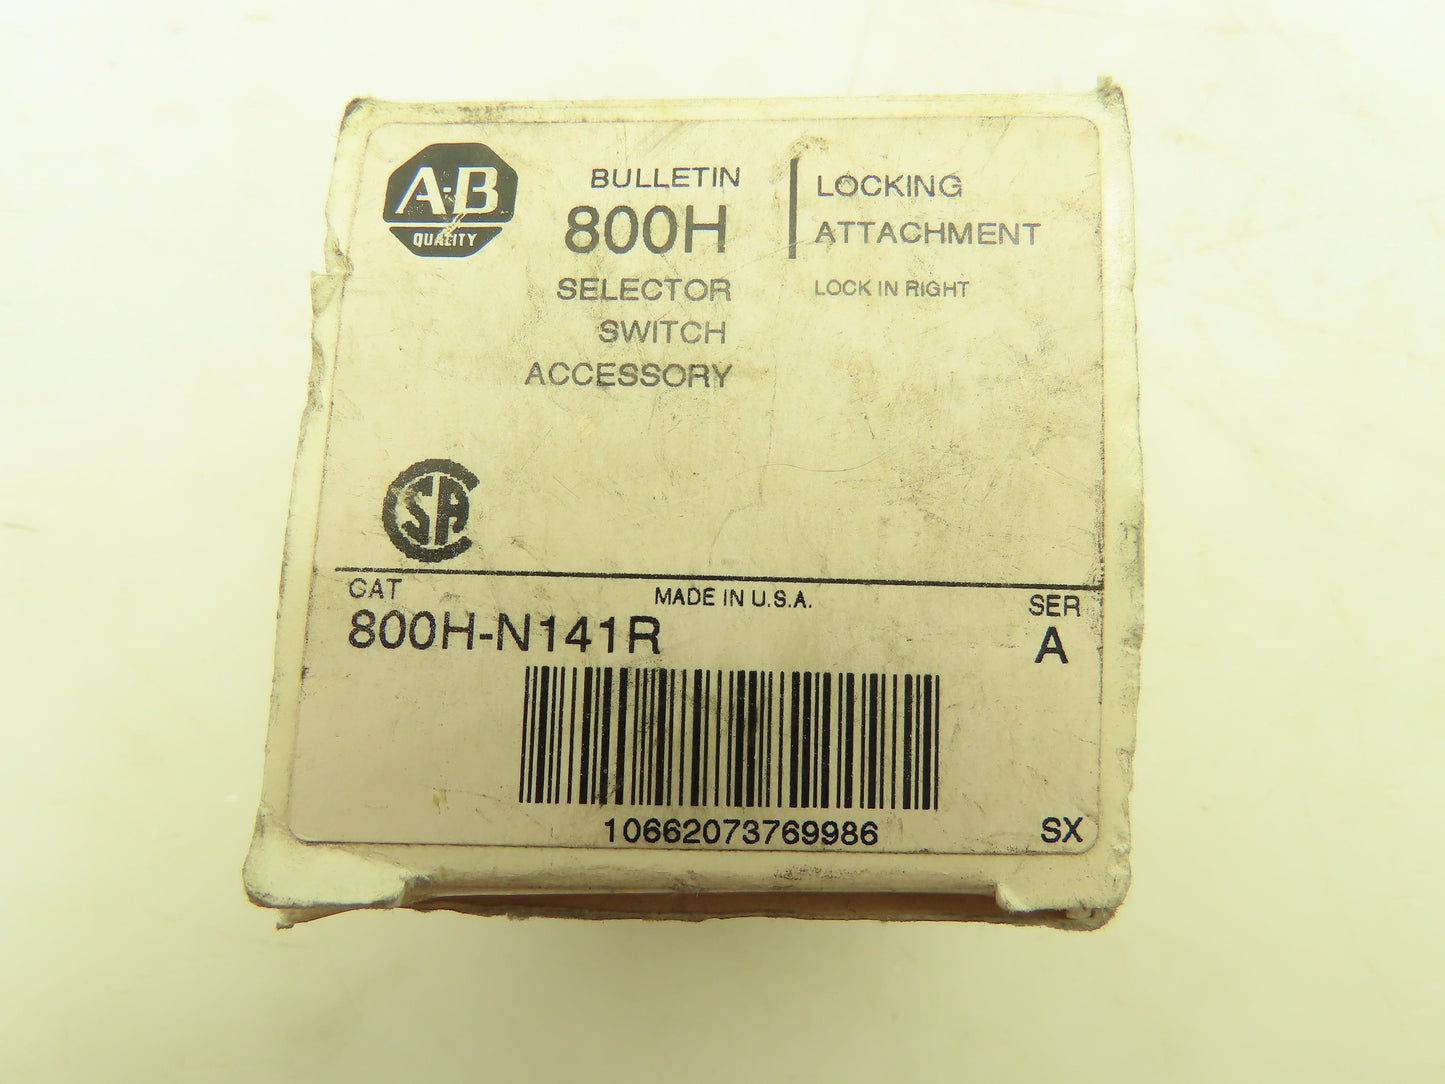 A-B
QUALITY
BULLETIN
800H
SELECTOR
SWITCH
ACCESSORY
LOCKING
ATTACHMENT
LOCK IN RIGHT
CSA
CAT
800H-N141R
MADE IN U.S.A.
SER
A
10662073769986
SX